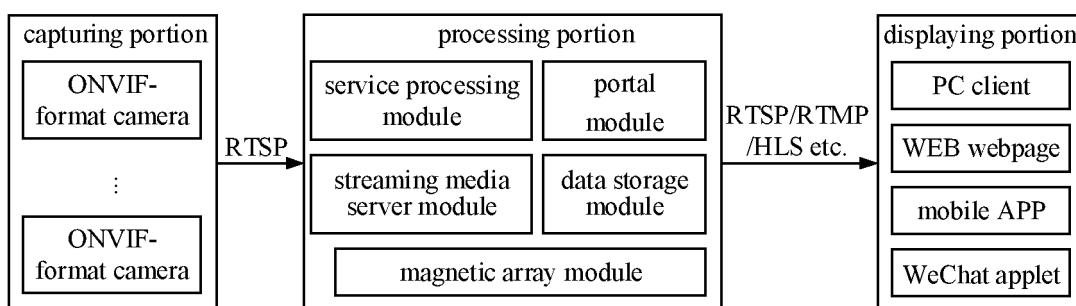 capturing portion
ONVIF-
format camera
⋮
ONVIF-
format camera
RTSP
processing portion
service processing
module
portal
module
streaming media
server module
data storage
module
magnetic array module
RTSP/RTMP
/HLS etc.
displaying portion
PC client
WEB webpage
mobile APP
WeChat applet